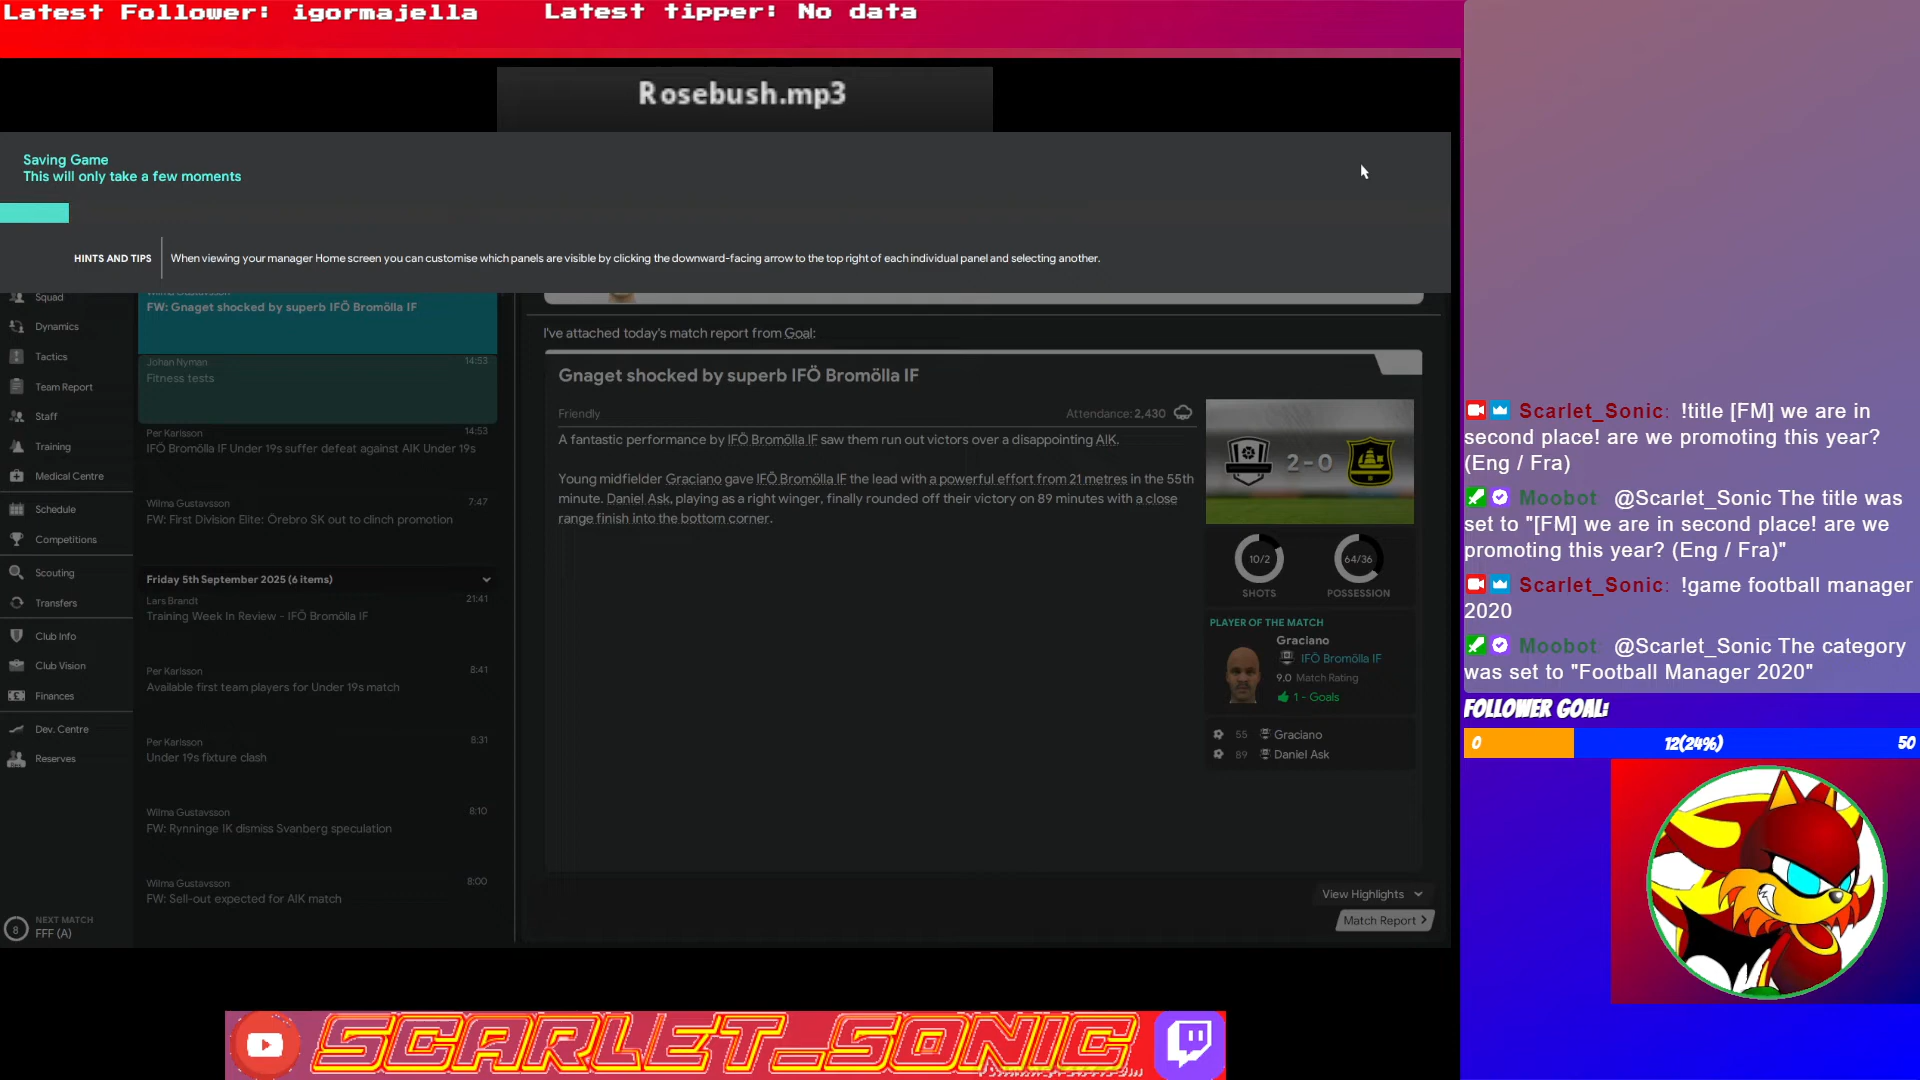 Latest Follower: igormajella
Latest tipper: No data
Rosebush.mp3
Saving Game
This will only take a few moments
HINTS AND TIPS
When viewing your manager Home screen you can customise which panels are visible by clicking the downward-facing arrow to the top right of each individual panel and selecting another.
Squad
Dynamics
Tactics
Team Report
Staff
Training
Medical Centre
Schedule
Competitions
Scouting
Transfers
Club Info
Club Vision
Finances
Dev. Centre
Reserves
8
NEXT MATCH
FFF (A)
Wilma Gustavsson
FW: Gnaget shocked by superb IFÖ Bromölla IF
Johan Nyman 14:53
Fitness tests
Per Karlsson 14:53
IFÖ Bromölla IF Under 19s suffer defeat against AIK Under 19s
Wilma Gustavsson 7:47
FW: First Division Elite: Örebro SK out to clinch promotion
Friday 5th September 2025 (6 items)
Lars Brandt 21:41
Training Week In Review - IFÖ Bromölla IF
Per Karlsson 8:41
Available first team players for Under 19s match
Per Karlsson 8:31
Under 19s fixture clash
Wilma Gustavsson 8:10
FW: Rynninge IK dismiss Svanberg speculation
Wilma Gustavsson 8:00
FW: Sell-out expected for AIK match
I've attached today's match report from Goal:
Gnaget shocked by superb IFÖ Bromölla IF
Friendly Attendance: 2,430
A fantastic performance by IFÖ Bromölla IF saw them run out victors over a disappointing AIK.
Young midfielder Graciano gave IFÖ Bromölla IF the lead with a powerful effort from 21 metres in the 55th
minute. Daniel Ask, playing as a right winger, finally rounded off their victory on 89 minutes with a close
range finish into the bottom corner.
2-0
10/2 64/36
SHOTS POSSESSION
PLAYER OF THE MATCH
Graciano
IFÖ Bromölla IF
9.0 Match Rating
1 - Goals
55 Graciano
89 Daniel Ask
View Highlights
Match Report
Scarlet_Sonic: !title [FM] we are in
second place! are we promoting this year?
(Eng / Fra)
Moobot: @Scarlet_Sonic The title was
set to "[FM] we are in second place! are we
promoting this year? (Eng / Fra)"
Scarlet_Sonic: !game football manager
2020
Moobot: @Scarlet_Sonic The category
was set to "Football Manager 2020"
FOLLOWER GOAL:
0 12(24%) 50
SCARLET_SONIC